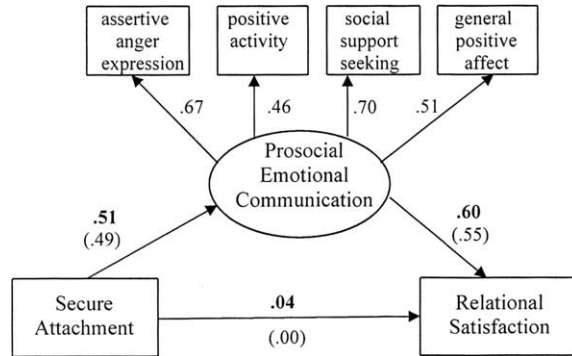 assertive
anger
expression
positive
activity
social
support
seeking
general
positive
affect
.67
.46
.70
.51
Prosocial
Emotional
Communication
.51
(.49)
.60
(.55)
Secure
Attachment
.04
(.00)
Relational
Satisfaction